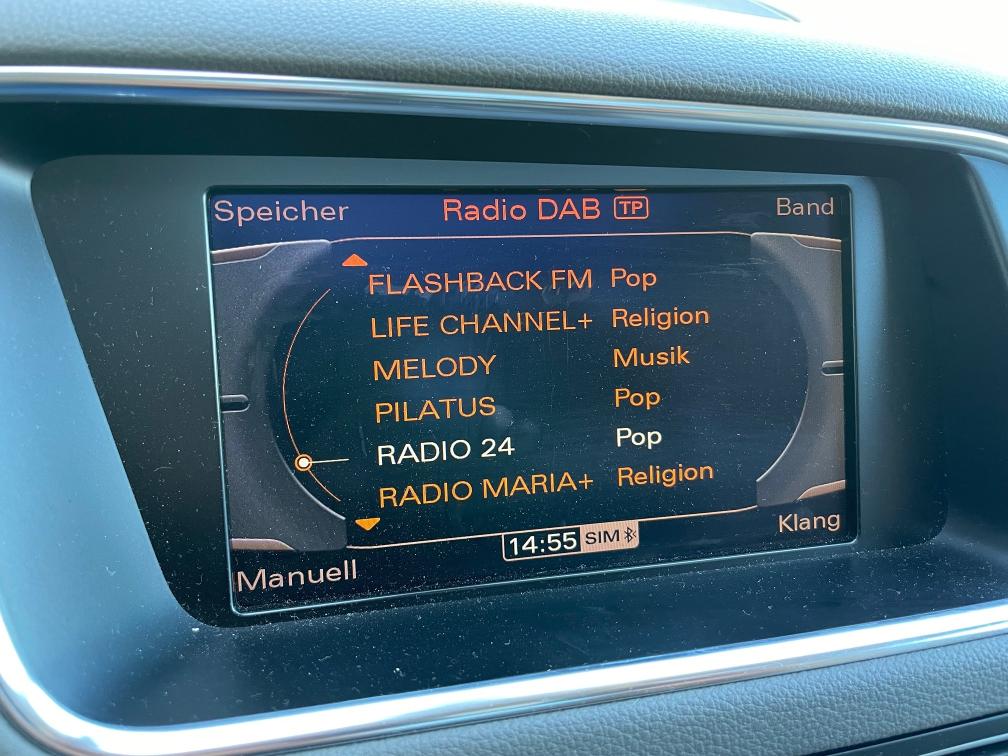 Speicher Radio DAB TP Band
FLASHBACK FM Pop
LIFE CHANNEL+ Religion
MELODY Musik
PILATUS Pop
RADIO 24 Pop
RADIO MARIA+ Religion
Manuell 14:55 SIM Klang